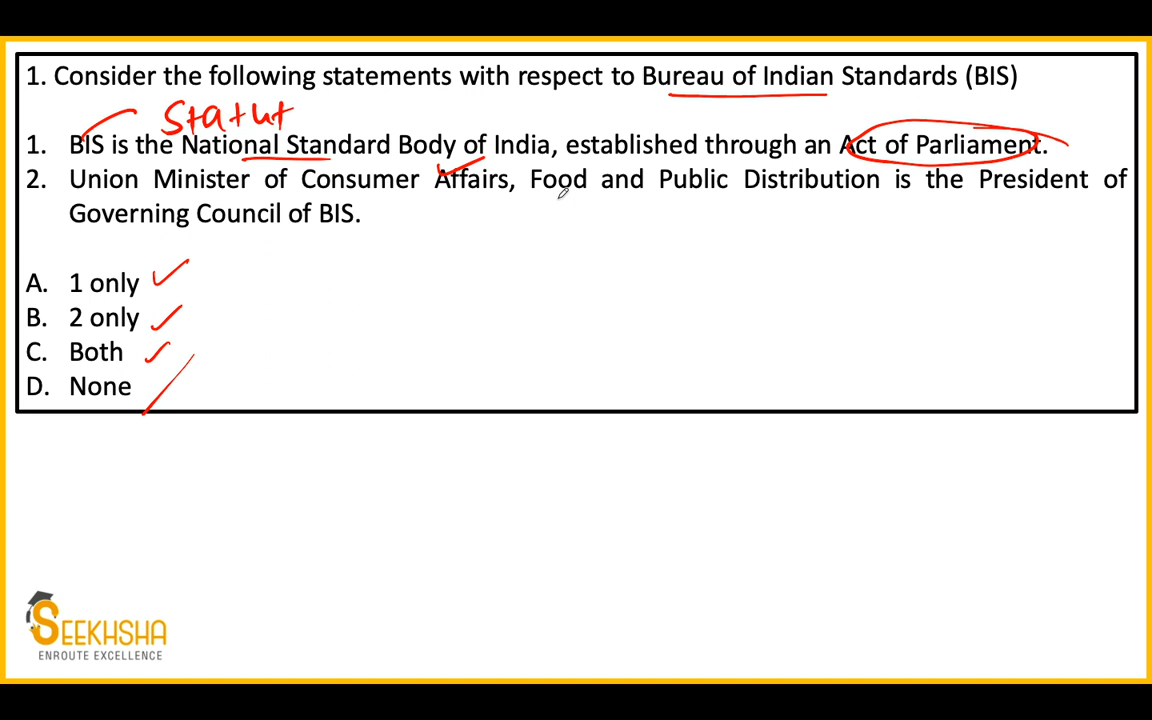 1. Consider the following statements with respect to Bureau of Indian Standards (BIS)
Statut
1. BIS is the National Standard Body of India, established through an Act of Parliament.
2. Union Minister of Consumer Affairs, Food and Public Distribution is the President of
Governing Council of BIS.
A. 1 only
B. 2 only
C. Both
D. None
SEEKHSHA
ENROUTE EXCELLENCE